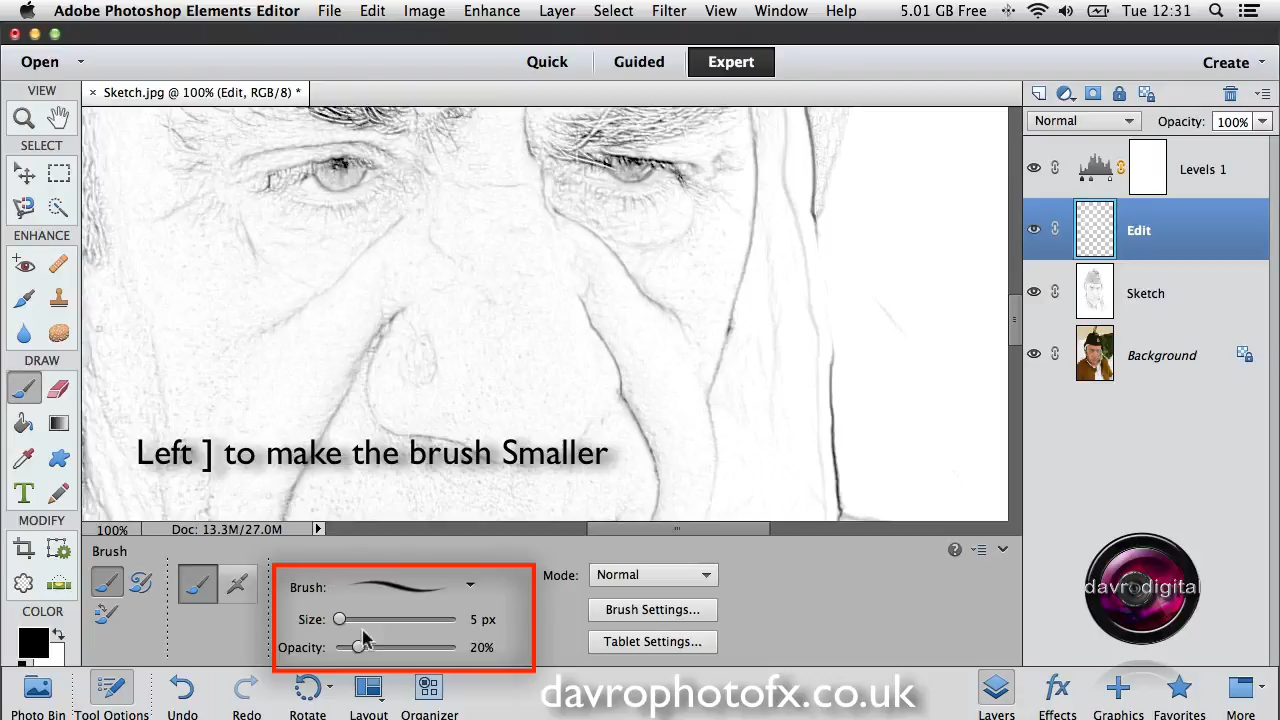 Adobe Photoshop Elements Editor File Edit Image Enhance Layer Select Filter View Window Help 5.01 GB Free Tue 12:31
Open Quick Guided Expert Create
VIEW
× Sketch.jpg @ 100% (Edit, RGB/8) *
Normal Opacity: 100%
SELECT
Levels 1
ENHANCE
Edit
Sketch
DRAW
Background
Left ] to make the brush Smaller
T
MODIFY
100% Doc: 13.3M/27.0M
Brush
Brush:
Mode: Normal
Size: 5 px
Brush Settings...
COLOR
Opacity: 20%
Tablet Settings...
davrodigital
davrophotofx.co.uk
Photo Bin Tool Options Undo Redo Rotate Layout Organizer Layers Effects Graphics Favorites More